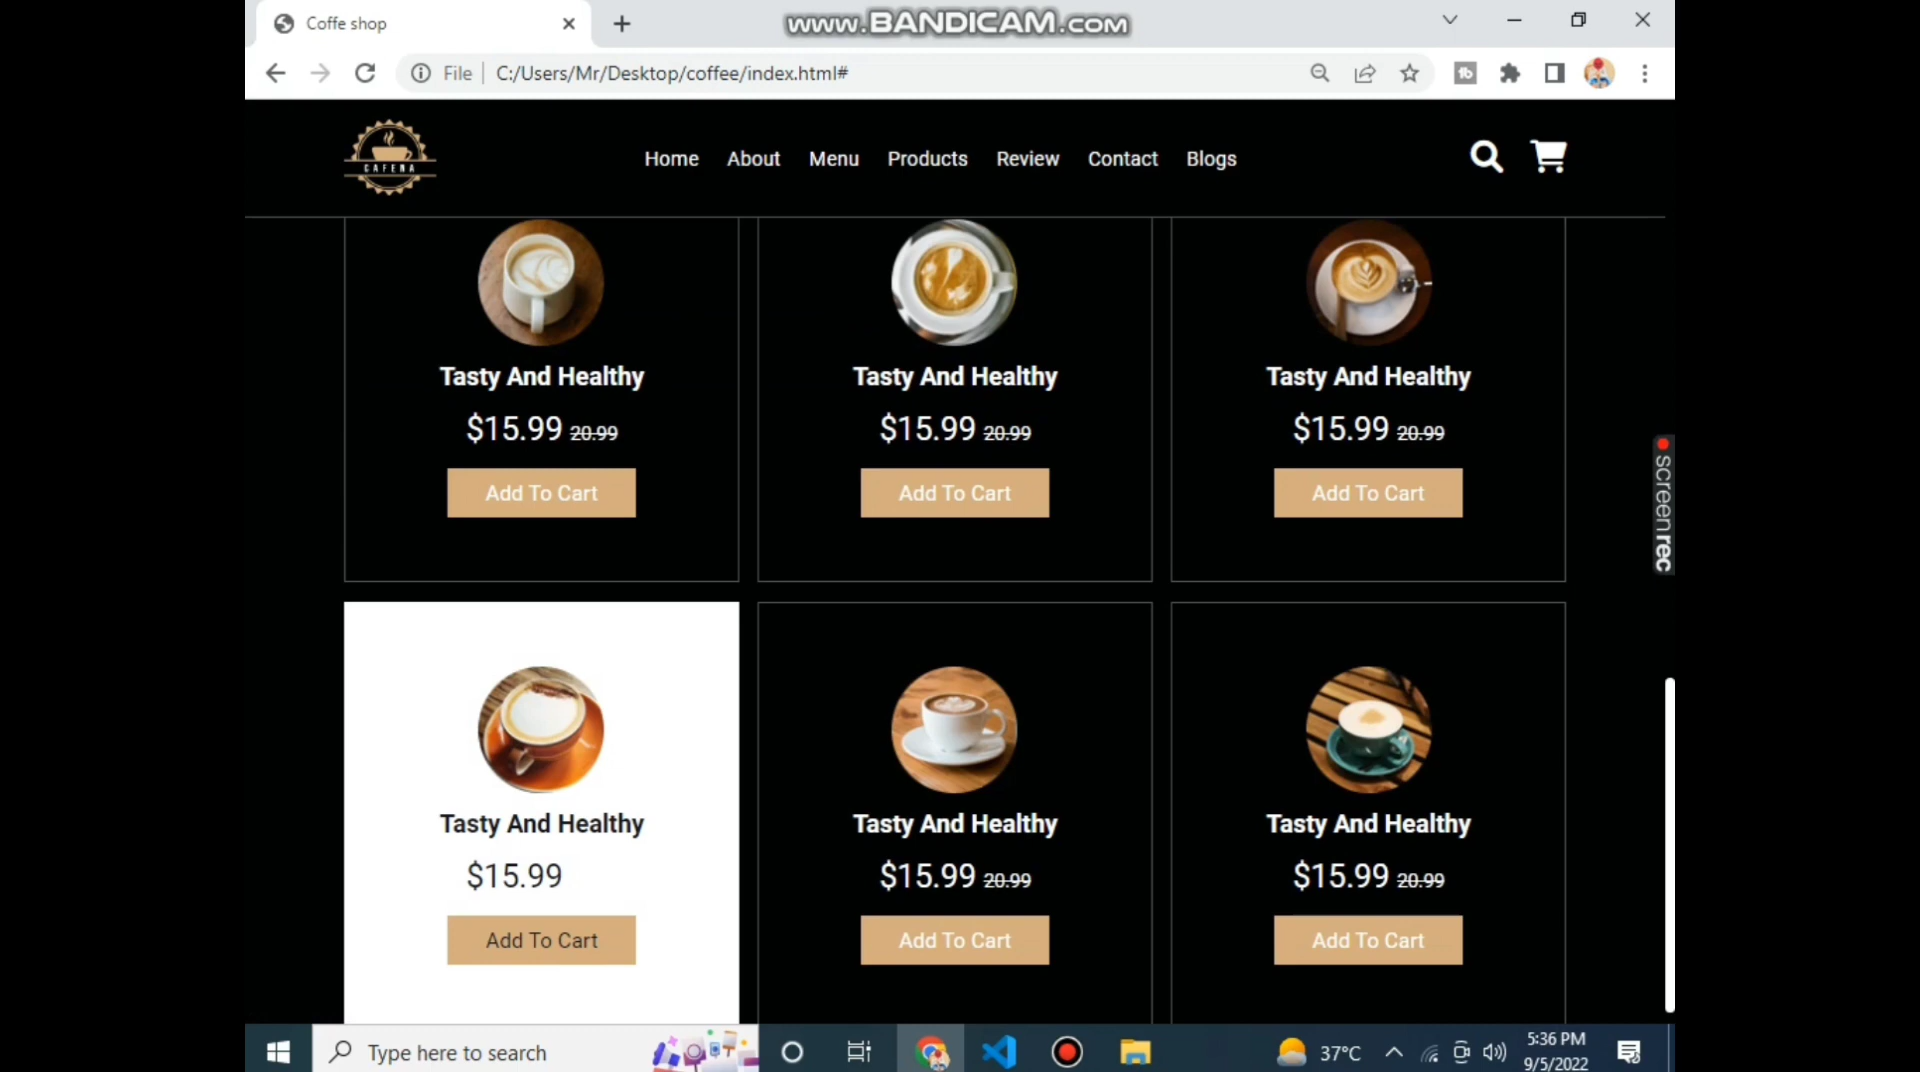 Coffe shop
www.BANDICAM.com
File
C:/Users/Mr/Desktop/coffee/index.html#
CAFENA
Home About Menu Products Review Contact Blogs
Tasty And Healthy
$15.99 20.99
Add To Cart
Tasty And Healthy
$15.99 20.99
Add To Cart
Tasty And Healthy
$15.99 20.99
Add To Cart
screenrec
Tasty And Healthy
$15.99
Add To Cart
Tasty And Healthy
$15.99 20.99
Add To Cart
Tasty And Healthy
$15.99 20.99
Add To Cart
Type here to search
37°C
5:36 PM
9/5/2022